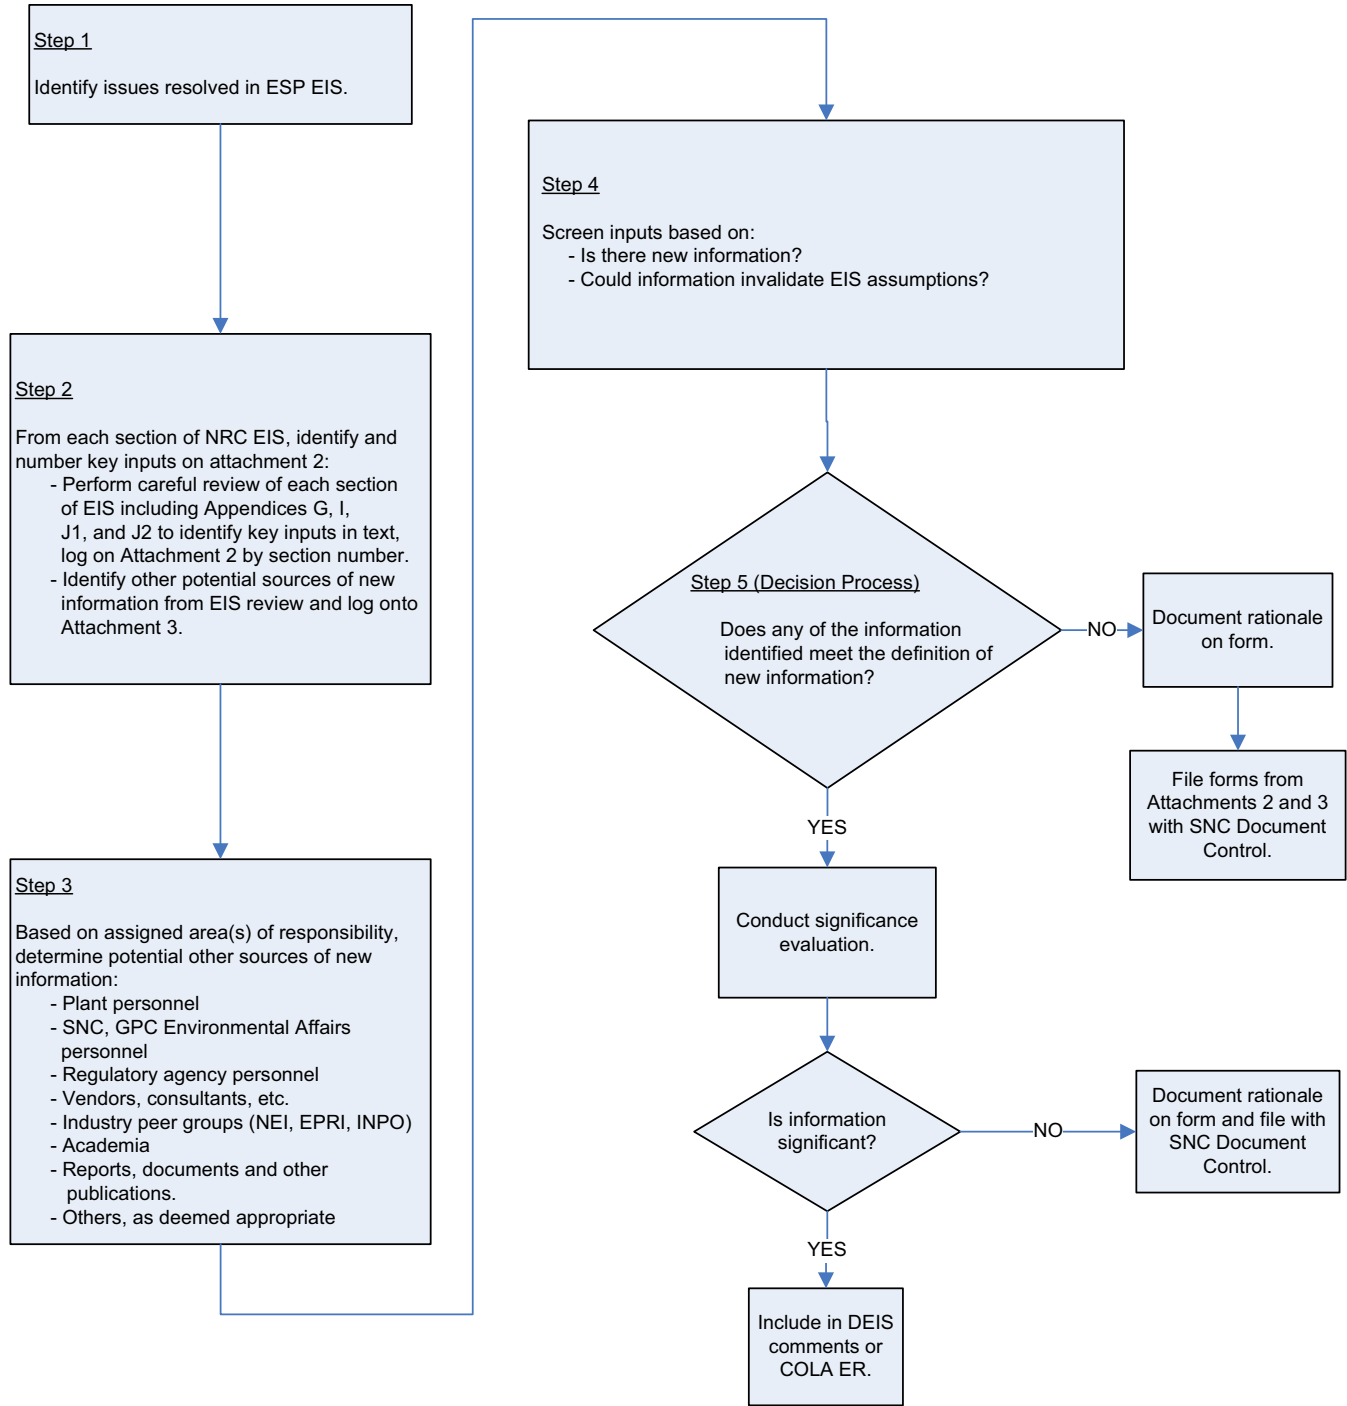 Step 1
Identify issues resolved in ESP EIS.
Step 2
From each section of NRC EIS, identify and
number key inputs on attachment 2:
- Perform careful review of each section
of EIS including Appendices G, I,
J1, and J2 to identify key inputs in text,
log on Attachment 2 by section number.
- Identify other potential sources of new
information from EIS review and log onto
Attachment 3.
Step 3
Based on assigned area(s) of responsibility,
determine potential other sources of new
information:
- Plant personnel
- SNC, GPC Environmental Affairs
personnel
- Regulatory agency personnel
- Vendors, consultants, etc.
- Industry peer groups (NEI, EPRI, INPO)
- Academia
- Reports, documents and other
publications.
- Others, as deemed appropriate
Step 4
Screen inputs based on:
- Is there new information?
- Could information invalidate EIS assumptions?
Step 5 (Decision Process)
Does any of the information
identified meet the definition of
new information?
NO
Document rationale
on form.
File forms from
Attachments 2 and 3
with SNC Document
Control.
YES
Conduct significance
evaluation.
Is information
significant?
NO
Document rationale
on form and file with
SNC Document
Control.
YES
Include in DEIS
comments or
COLA ER.